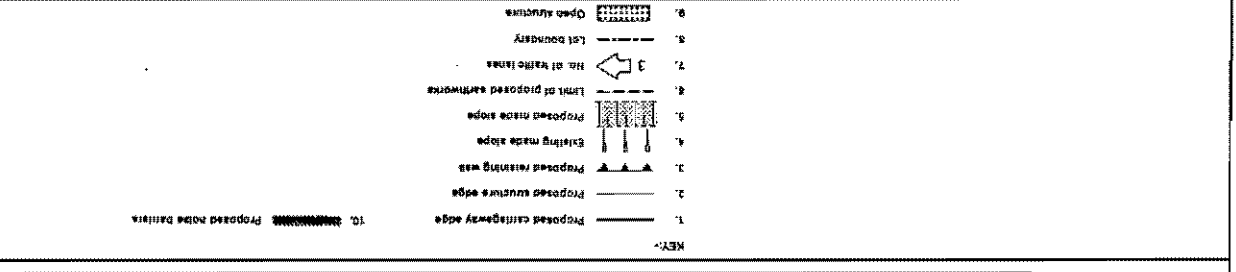 KEY:-
1. Proposed carriageway edge
2. Proposed structure edge
3. Proposed retaining wall
4. Existing made slope
5. Proposed made slope
6. Limit of proposed earthworks
7. 3 No. of traffic lanes
8. Lot boundary
9. Open structure
10. Proposed noise barriers